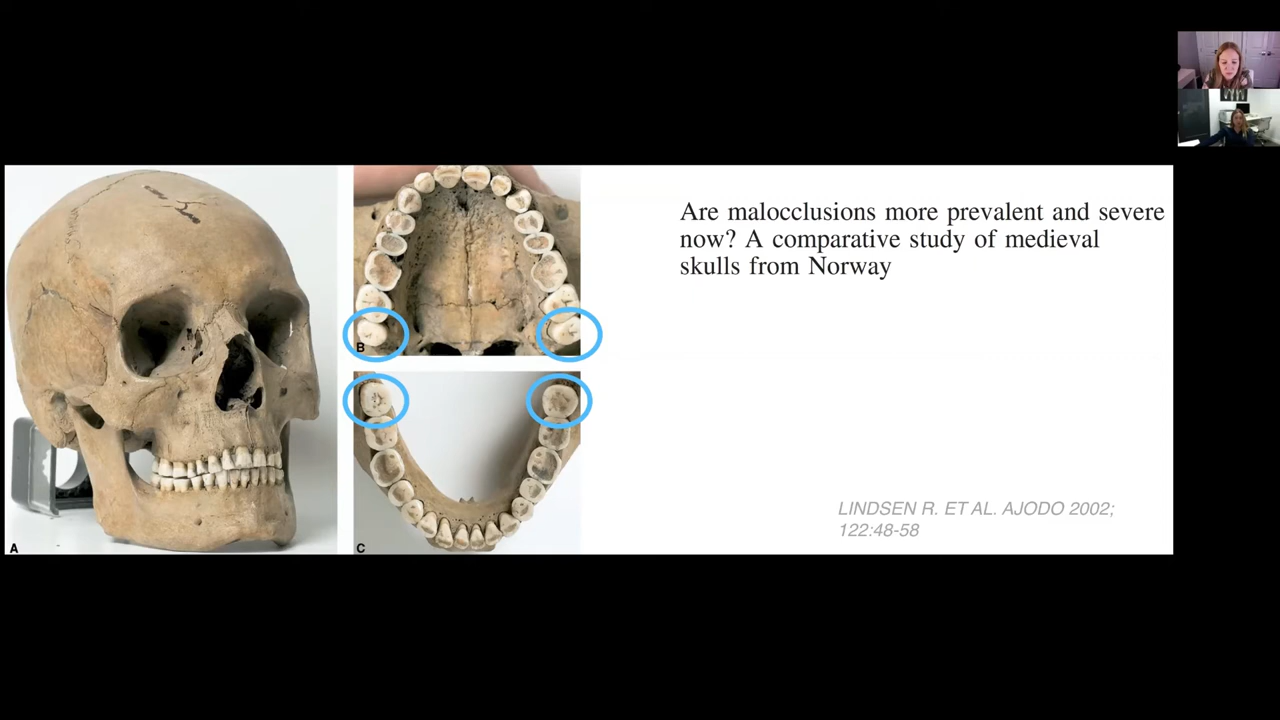 A
B
C
Are malocclusions more prevalent and severe
now? A comparative study of medieval
skulls from Norway
LINDSEN R. ET AL. AJODO 2002;
122:48-58